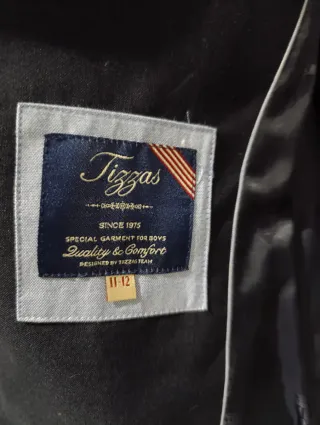 Tizzas
SINCE 1975
SPECIAL GARMENT FOR BOYS
Quality & Comfort
DESIGNED BY TIZZAS TEAM
11-12